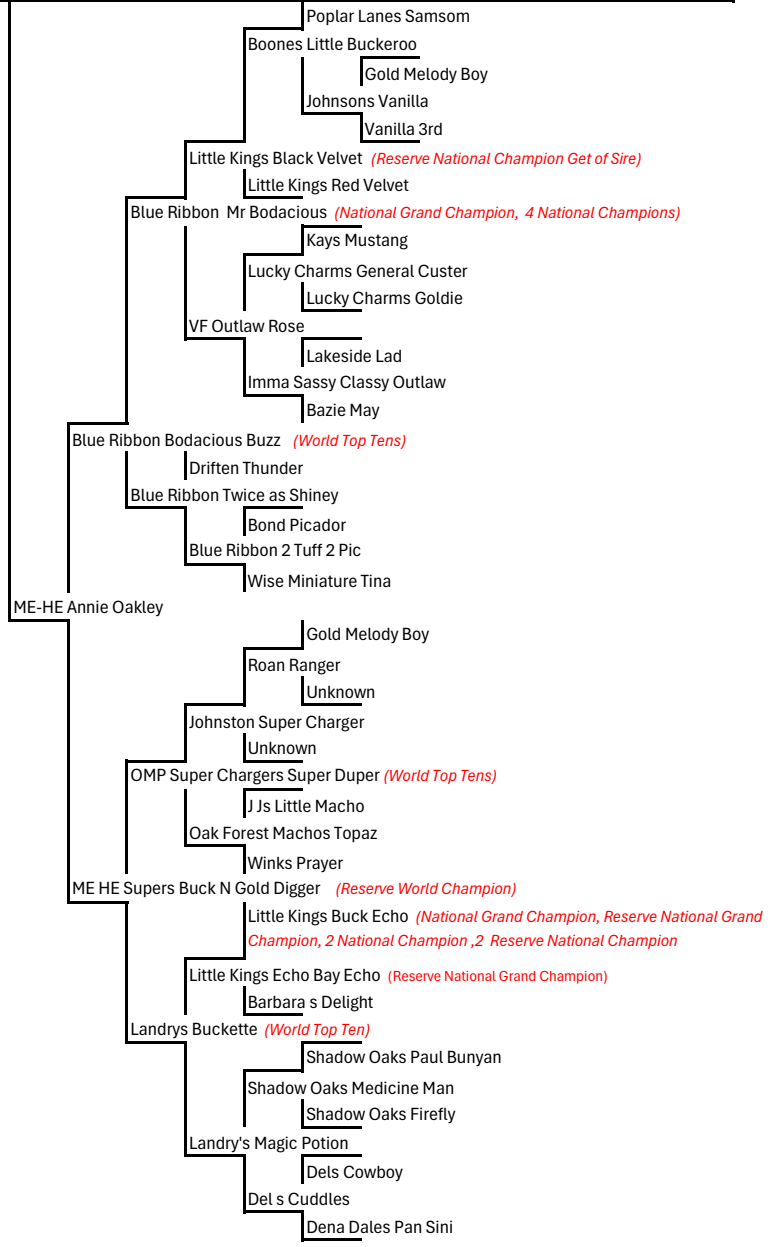 Poplar Lanes Samsom
Boones Little Buckeroo
Gold Melody Boy
Johnsons Vanilla
Vanilla 3rd
Little Kings Black Velvet (Reserve National Champion Get of Sire)
Little Kings Red Velvet
Blue Ribbon Mr Bodacious (National Grand Champion, 4 National Champions)
Kays Mustang
Lucky Charms General Custer
Lucky Charms Goldie
VF Outlaw Rose
Lakeside Lad
Imma Sassy Classy Outlaw
Bazie May
Blue Ribbon Bodacious Buzz (World Top Tens)
Driften Thunder
Blue Ribbon Twice as Shiney
Bond Picador
Blue Ribbon 2 Tuff 2 Pic
Wise Miniature Tina
ME-HE Annie Oakley
Gold Melody Boy
Roan Ranger
Unknown
Johnston Super Charger
Unknown
OMP Super Chargers Super Duper (World Top Tens)
J Js Little Macho
Oak Forest Machos Topaz
Winks Prayer
ME HE Supers Buck N Gold Digger (Reserve World Champion)
Little Kings Buck Echo (National Grand Champion, Reserve National Grand
Champion, 2 National Champion ,2 Reserve National Champion
Little Kings Echo Bay Echo (Reserve National Grand Champion)
Barbara s Delight
Landrys Buckette (World Top Ten)
Shadow Oaks Paul Bunyan
Shadow Oaks Medicine Man
Shadow Oaks Firefly
Landry's Magic Potion
Dels Cowboy
Del s Cuddles
Dena Dales Pan Sini